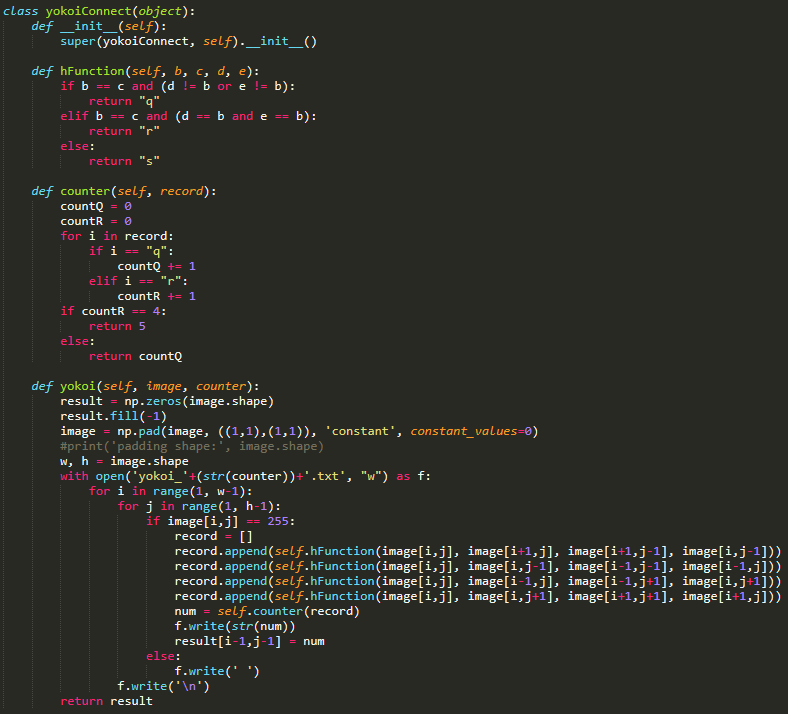 class yokoiConnect(object):
    def __init__(self):
        super(yokoiConnect, self).__init__()

    def hFunction(self, b, c, d, e):
        if b == c and (d != b or e != b):
            return "q"
        elif b == c and (d == b and e == b):
            return "r"
        else:
            return "s"

    def counter(self, record):
        countQ = 0
        countR = 0
        for i in record:
            if i == "q":
                countQ += 1
            elif i == "r":
                countR += 1
        if countR == 4:
            return 5
        else:
            return countQ

    def yokoi(self, image, counter):
        result = np.zeros(image.shape)
        result.fill(-1)
        image = np.pad(image, ((1,1),(1,1)), 'constant', constant_values=0)
        #print('padding shape:', image.shape)
        w, h = image.shape
        with open('yokoi_'+(str(counter))+'.txt', "w") as f:
            for i in range(1, w-1):
                for j in range(1, h-1):
                    if image[i,j] == 255:
                        record = []
                        record.append(self.hFunction(image[i,j], image[i+1,j], image[i+1,j-1], image[i,j-1]))
                        record.append(self.hFunction(image[i,j], image[i,j-1], image[i-1,j-1], image[i-1,j]))
                        record.append(self.hFunction(image[i,j], image[i-1,j], image[i-1,j+1], image[i,j+1]))
                        record.append(self.hFunction(image[i,j], image[i,j+1], image[i+1,j+1], image[i+1,j]))
                        num = self.counter(record)
                        f.write(str(num))
                        result[i-1,j-1] = num
                    else:
                        f.write(' ')
                f.write('\n')
        return result